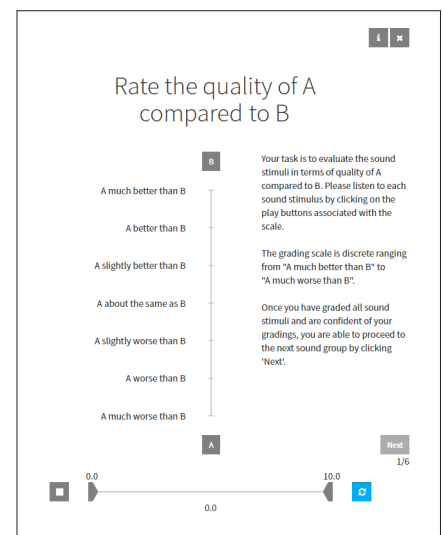 i ×
Rate the quality of A
compared to B
B
A much better than B
A better than B
A slightly better than B
A about the same as B
A slightly worse than B
A worse than B
A much worse than B
A
Your task is to evaluate the sound
stimuli in terms of quality of A
compared to B. Please listen to each
sound stimulus by clicking on the
play buttons associated with the
scale.
The grading scale is discrete ranging
from "A much better than B" to
"A much worse than B".
Once you have graded all sound
stimuli and are confident of your
gradings, you are able to proceed to
the next sound group by clicking
'Next'.
Next
1/6
0.0 10.0
0.0